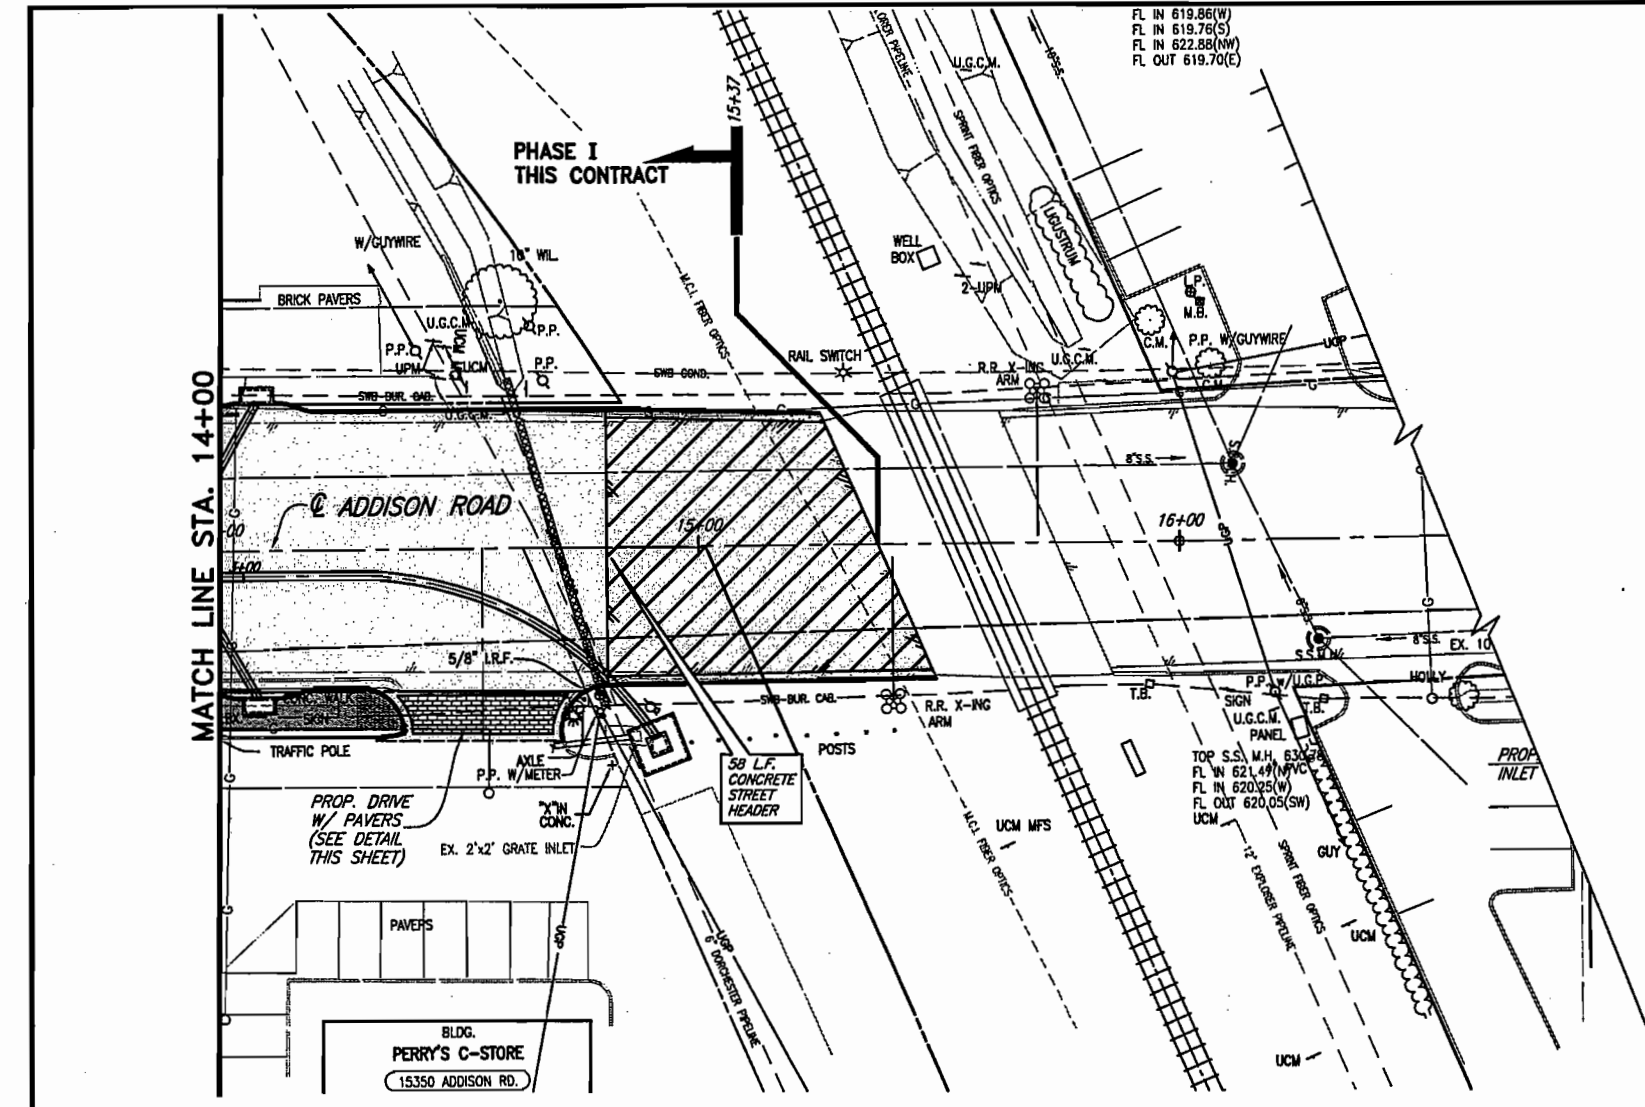 FL IN 619.86(W)
FL IN 619.76(S)
FL IN 622.88(NW)
FL OUT 619.70(E)
U.G.C.M.
SPRINT FIBER OPTICS
15+37
PHASE I
THIS CONTRACT
LIGUSTRUM
W/GUYWIRE
WELL
BOX
2-UPM
BRICK PAVERS
U.G.C.M.
P.P.
P.P.
UPM
UCM
UCM
P.P.
M.C.I. FIBER OPTICS
L.P.
M.B.
C.M.
P.P. W/GUYWIRE
UGP
RAIL SWITCH
R.R. X-ING
ARM
U.G.C.M.
C.M.
SWB COND.
SWB-BUR. CAB.
U.G.C.M.
G
G
G
G
G
MATCH LINE STA. 14+00
℄ ADDISON ROAD
15+00
16+00
8"S.S.
UGP
8"S.S.
8"S.S.
EX. 10
G
G
5/8" I.R.F.
S.S.M.H.
SWB-BUR. CAB.
R.R. X-ING
ARM
T.B.
P.P. w/U.G.P.
SIGN
T.B.
HOLLY
U.G.C.M.
PANEL
SIGN
TRAFFIC POLE
AXLE
P.P. W/METER
POSTS
58 L.F.
CONCRETE
STREET
HEADER
TOP S.S. M.H. 630.78
FL IN 621.49(N) PVC
FL IN 620.25(W)
FL OUT 620.05(SW)
UCM
PROP.
INLET
PROP. DRIVE
W/ PAVERS
(SEE DETAIL
THIS SHEET)
"X"IN
CONC.
EX. 2'x2' GRATE INLET
UCM MFS
M.C.I. FIBER OPTICS
12" EXPLORER PIPELINE
SPRINT FIBER OPTICS
GUY
UCM
G
G
PAVERS
UGP
UGP
6" DORCHESTER PIPELINE
UCM
BLDG.
PERRY'S C-STORE
15350 ADDISON RD.